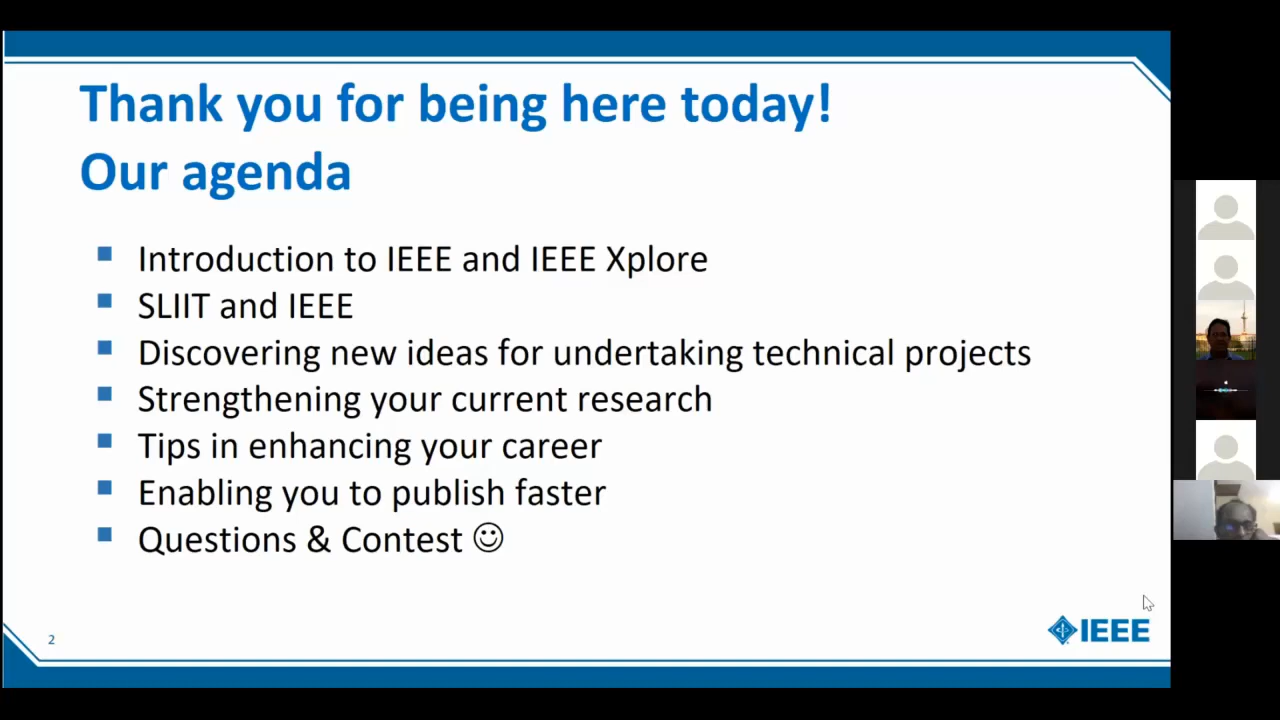 Thank you for being here today!
Our agenda
Introduction to IEEE and IEEE Xplore
SLIIT and IEEE
Discovering new ideas for undertaking technical projects
Strengthening your current research
Tips in enhancing your career
Enabling you to publish faster
Questions & Contest ☺
2
IEEE